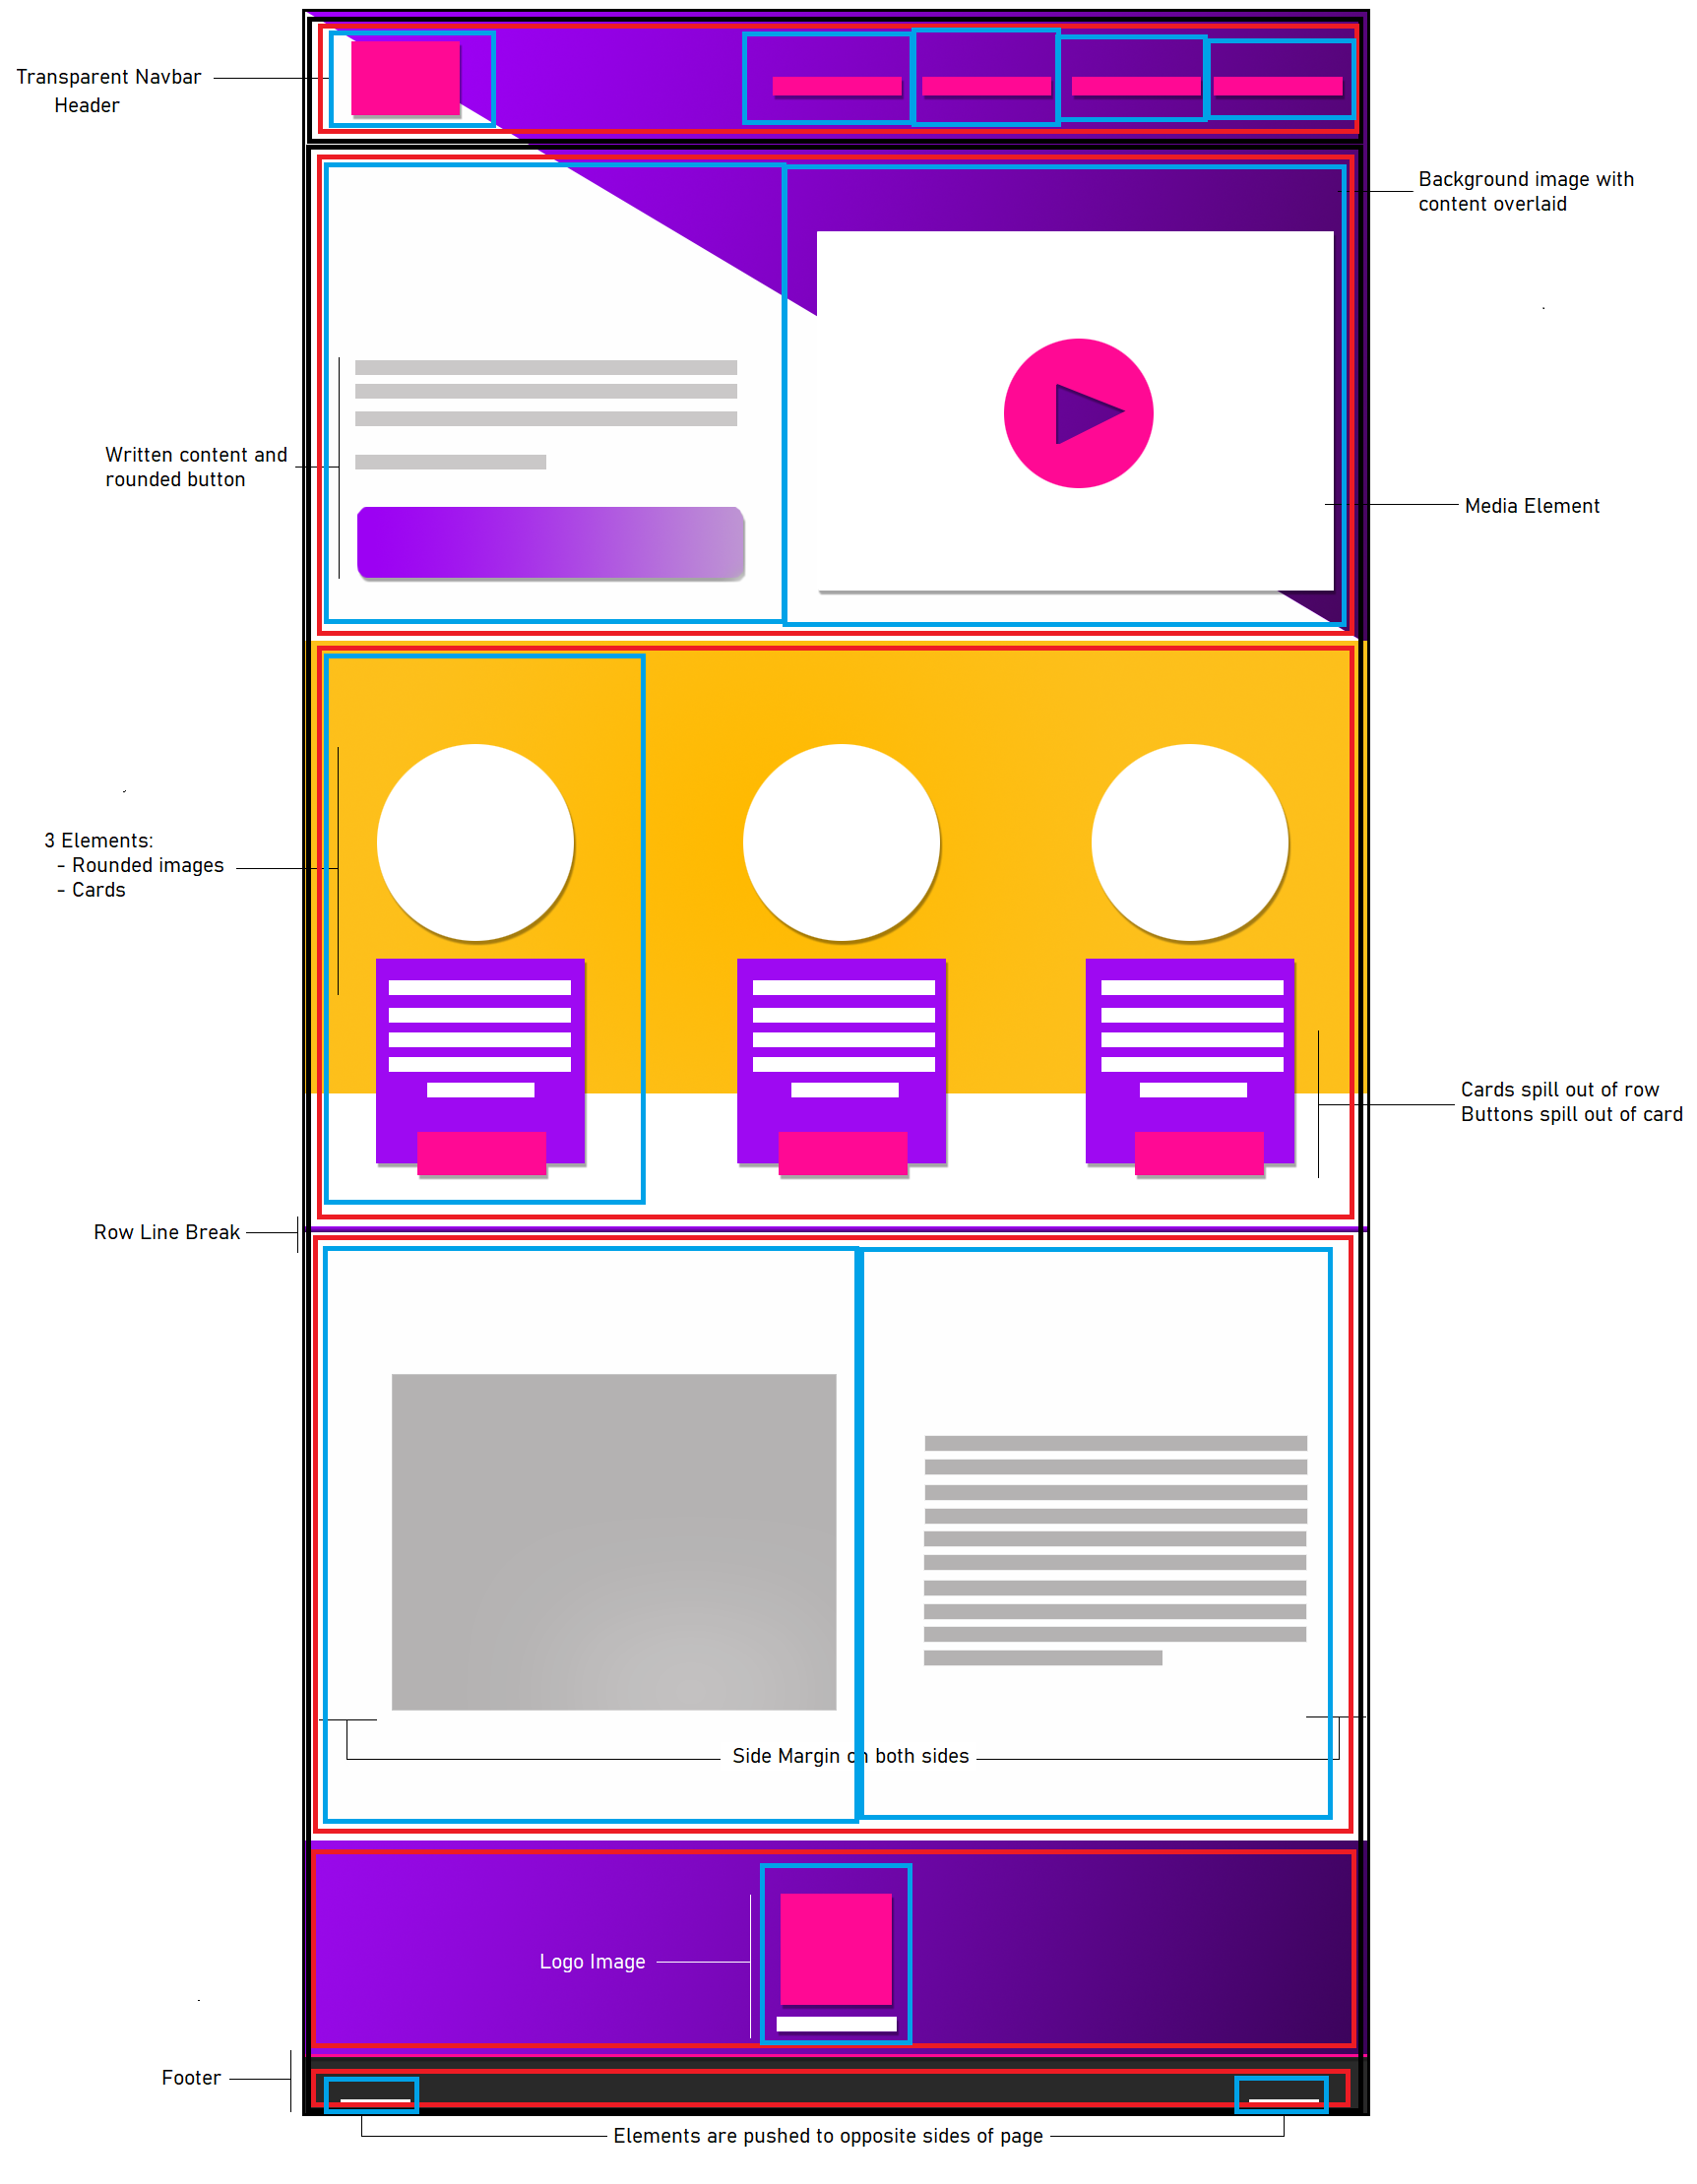 Transparent Navbar
Header
Background image with
content overlaid
Written content and
rounded button
Media Element
3 Elements:
- Rounded images
- Cards
Cards spill out of row
Buttons spill out of card
Row Line Break
Side Margin on both sides
Logo Image
Footer
Elements are pushed to opposite sides of page